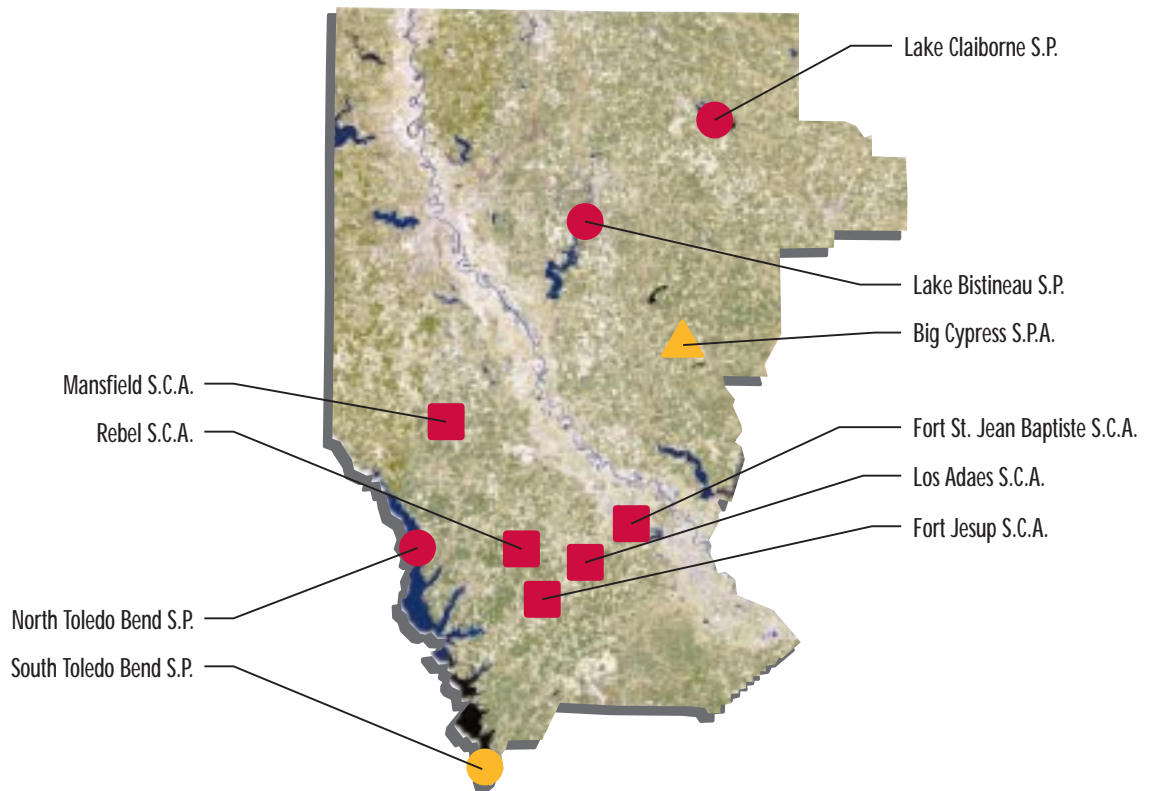 Lake Claiborne S.P.
Lake Bistineau S.P.
Big Cypress S.P.A.
Mansfield S.C.A.
Rebel S.C.A.
Fort St. Jean Baptiste S.C.A.
Los Adaes S.C.A.
Fort Jesup S.C.A.
North Toledo Bend S.P.
South Toledo Bend S.P.